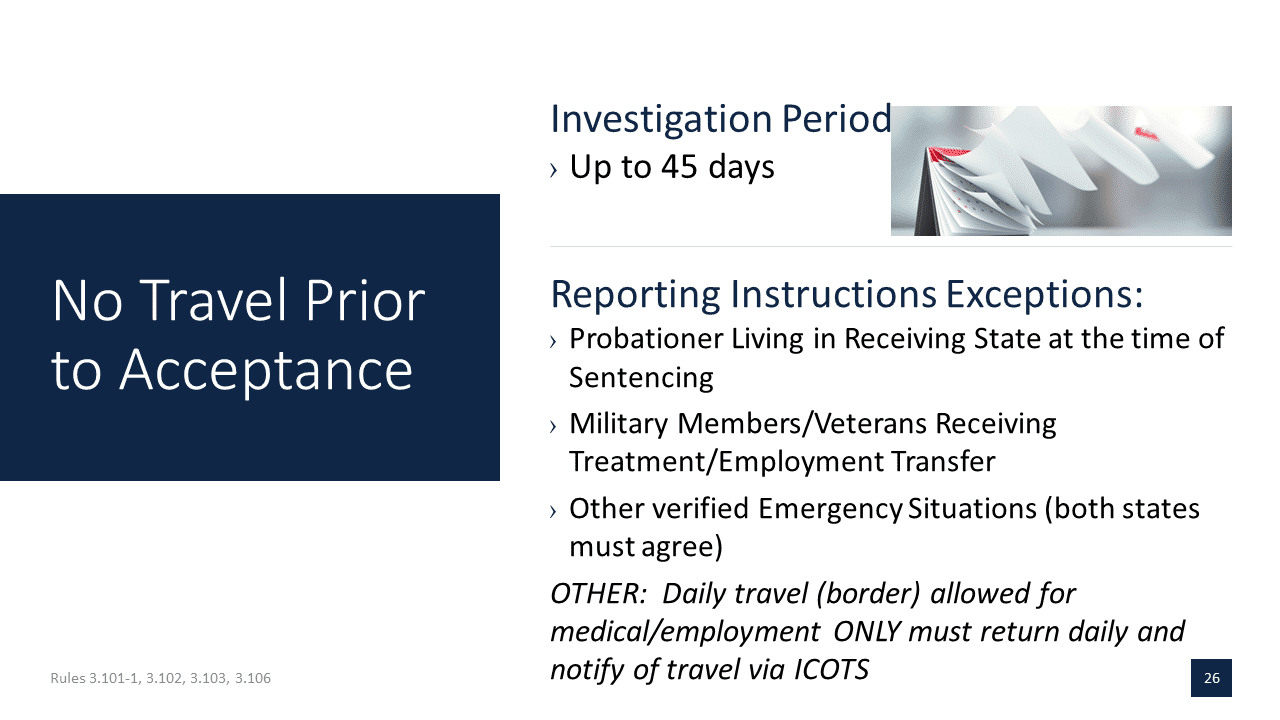 No Travel Prior
to Acceptance
Investigation Period
› Up to 45 days
Reporting Instructions Exceptions:
› Probationer Living in Receiving State at the time of
Sentencing
› Military Members/Veterans Receiving
Treatment/Employment Transfer
› Other verified Emergency Situations (both states
must agree)
OTHER:  Daily travel (border) allowed for
medical/employment ONLY must return daily and
notify of travel via ICOTS
Rules 3.101-1, 3.102, 3.103, 3.106
26